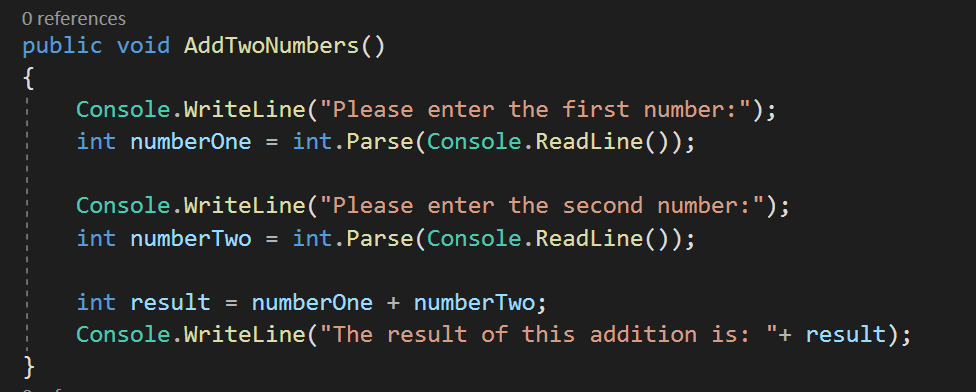 0 references
public void AddTwoNumbers()
{
Console.WriteLine("Please enter the first number:");
int numberOne = int.Parse(Console.ReadLine());
Console.WriteLine("Please enter the second number:");
int numberTwo = int.Parse(Console.ReadLine());
int result = numberOne + numberTwo;
Console.WriteLine("The result of this addition is: "+ result);
}